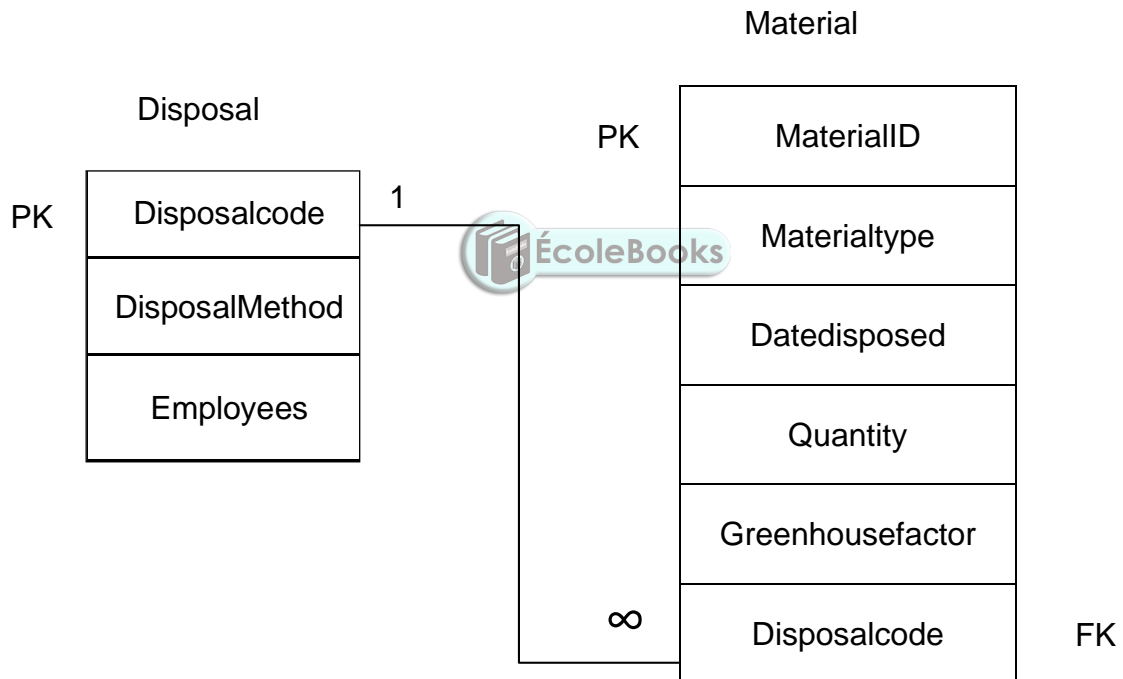 Material
Disposal
PK
MaterialID
PK
Disposalcode
1
ÉcoleBooks
Materialtype
DisposalMethod
Datedisposed
Employees
Quantity
Greenhousefactor
∞
Disposalcode
FK